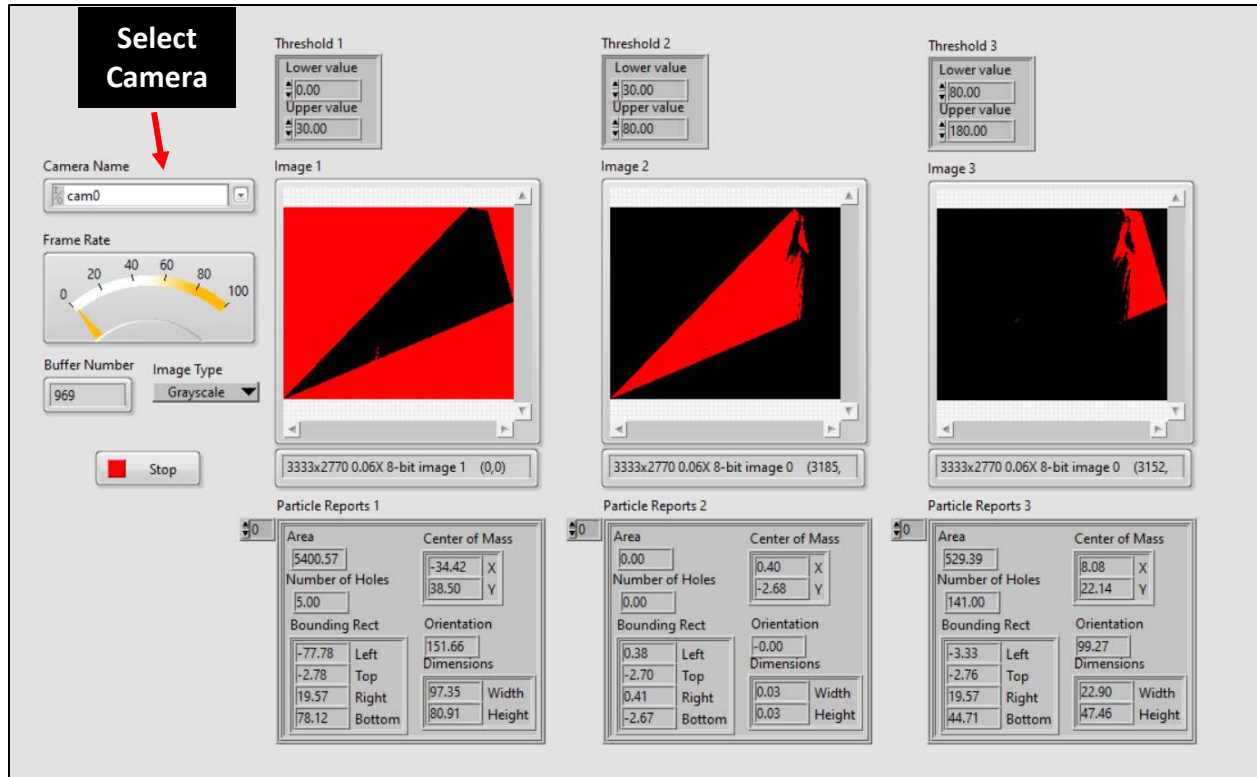 Select
Camera
Camera Name
cam0
Frame Rate
0 20 40 60 80 100
Buffer Number
969
Image Type
Grayscale
Stop
Threshold 1
Lower value
0.00
Upper value
30.00
Image 1
3333x2770 0.06X 8-bit image 1 (0,0)
Particle Reports 1
0
Area
5400.57
Number of Holes
5.00
Bounding Rect
-77.78 Left
-2.78 Top
19.57 Right
78.12 Bottom
Center of Mass
-34.42 X
38.50 Y
Orientation
151.66
Dimensions
97.35 Width
80.91 Height
Threshold 2
Lower value
30.00
Upper value
80.00
Image 2
3333x2770 0.06X 8-bit image 0 (3185,
Particle Reports 2
0
Area
0.00
Number of Holes
0.00
Bounding Rect
0.38 Left
-2.70 Top
0.41 Right
-2.67 Bottom
Center of Mass
0.40 X
-2.68 Y
Orientation
-0.00
Dimensions
0.03 Width
0.03 Height
Threshold 3
Lower value
80.00
Upper value
180.00
Image 3
3333x2770 0.06X 8-bit image 0 (3152,
Particle Reports 3
0
Area
529.39
Number of Holes
141.00
Bounding Rect
-3.33 Left
-2.76 Top
19.57 Right
44.71 Bottom
Center of Mass
8.08 X
22.14 Y
Orientation
99.27
Dimensions
22.90 Width
47.46 Height